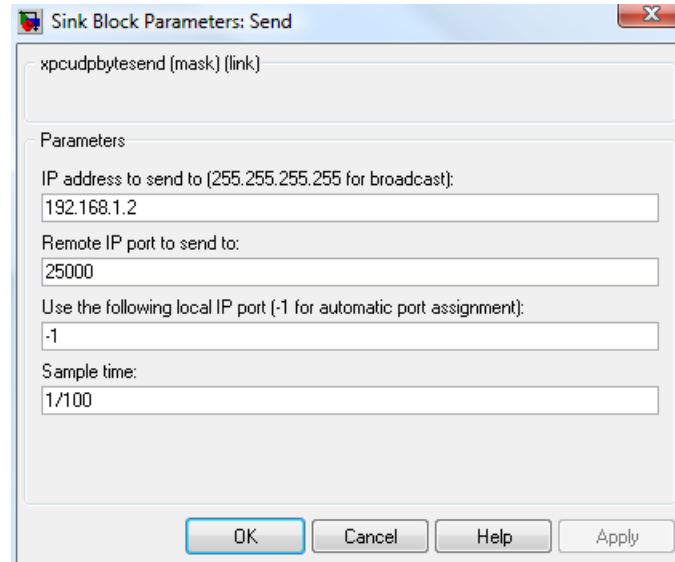 Sink Block Parameters: Send
xpcudpbytesend (mask) (link)
Parameters
IP address to send to (255.255.255.255 for broadcast):
192.168.1.2
Remote IP port to send to:
25000
Use the following local IP port (-1 for automatic port assignment):
-1
Sample time:
1/100
OK Cancel Help Apply